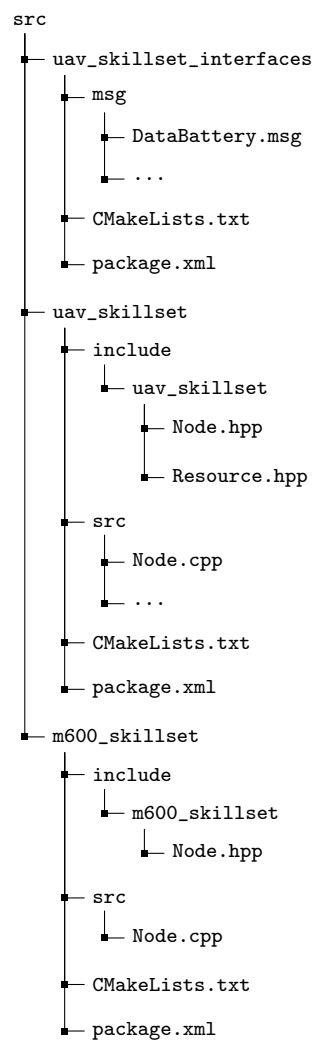 src
uav_skillset_interfaces
msg
DataBattery.msg
...
CMakeLists.txt
package.xml
uav_skillset
include
uav_skillset
Node.hpp
Resource.hpp
src
Node.cpp
...
CMakeLists.txt
package.xml
m600_skillset
include
m600_skillset
Node.hpp
src
Node.cpp
CMakeLists.txt
package.xml